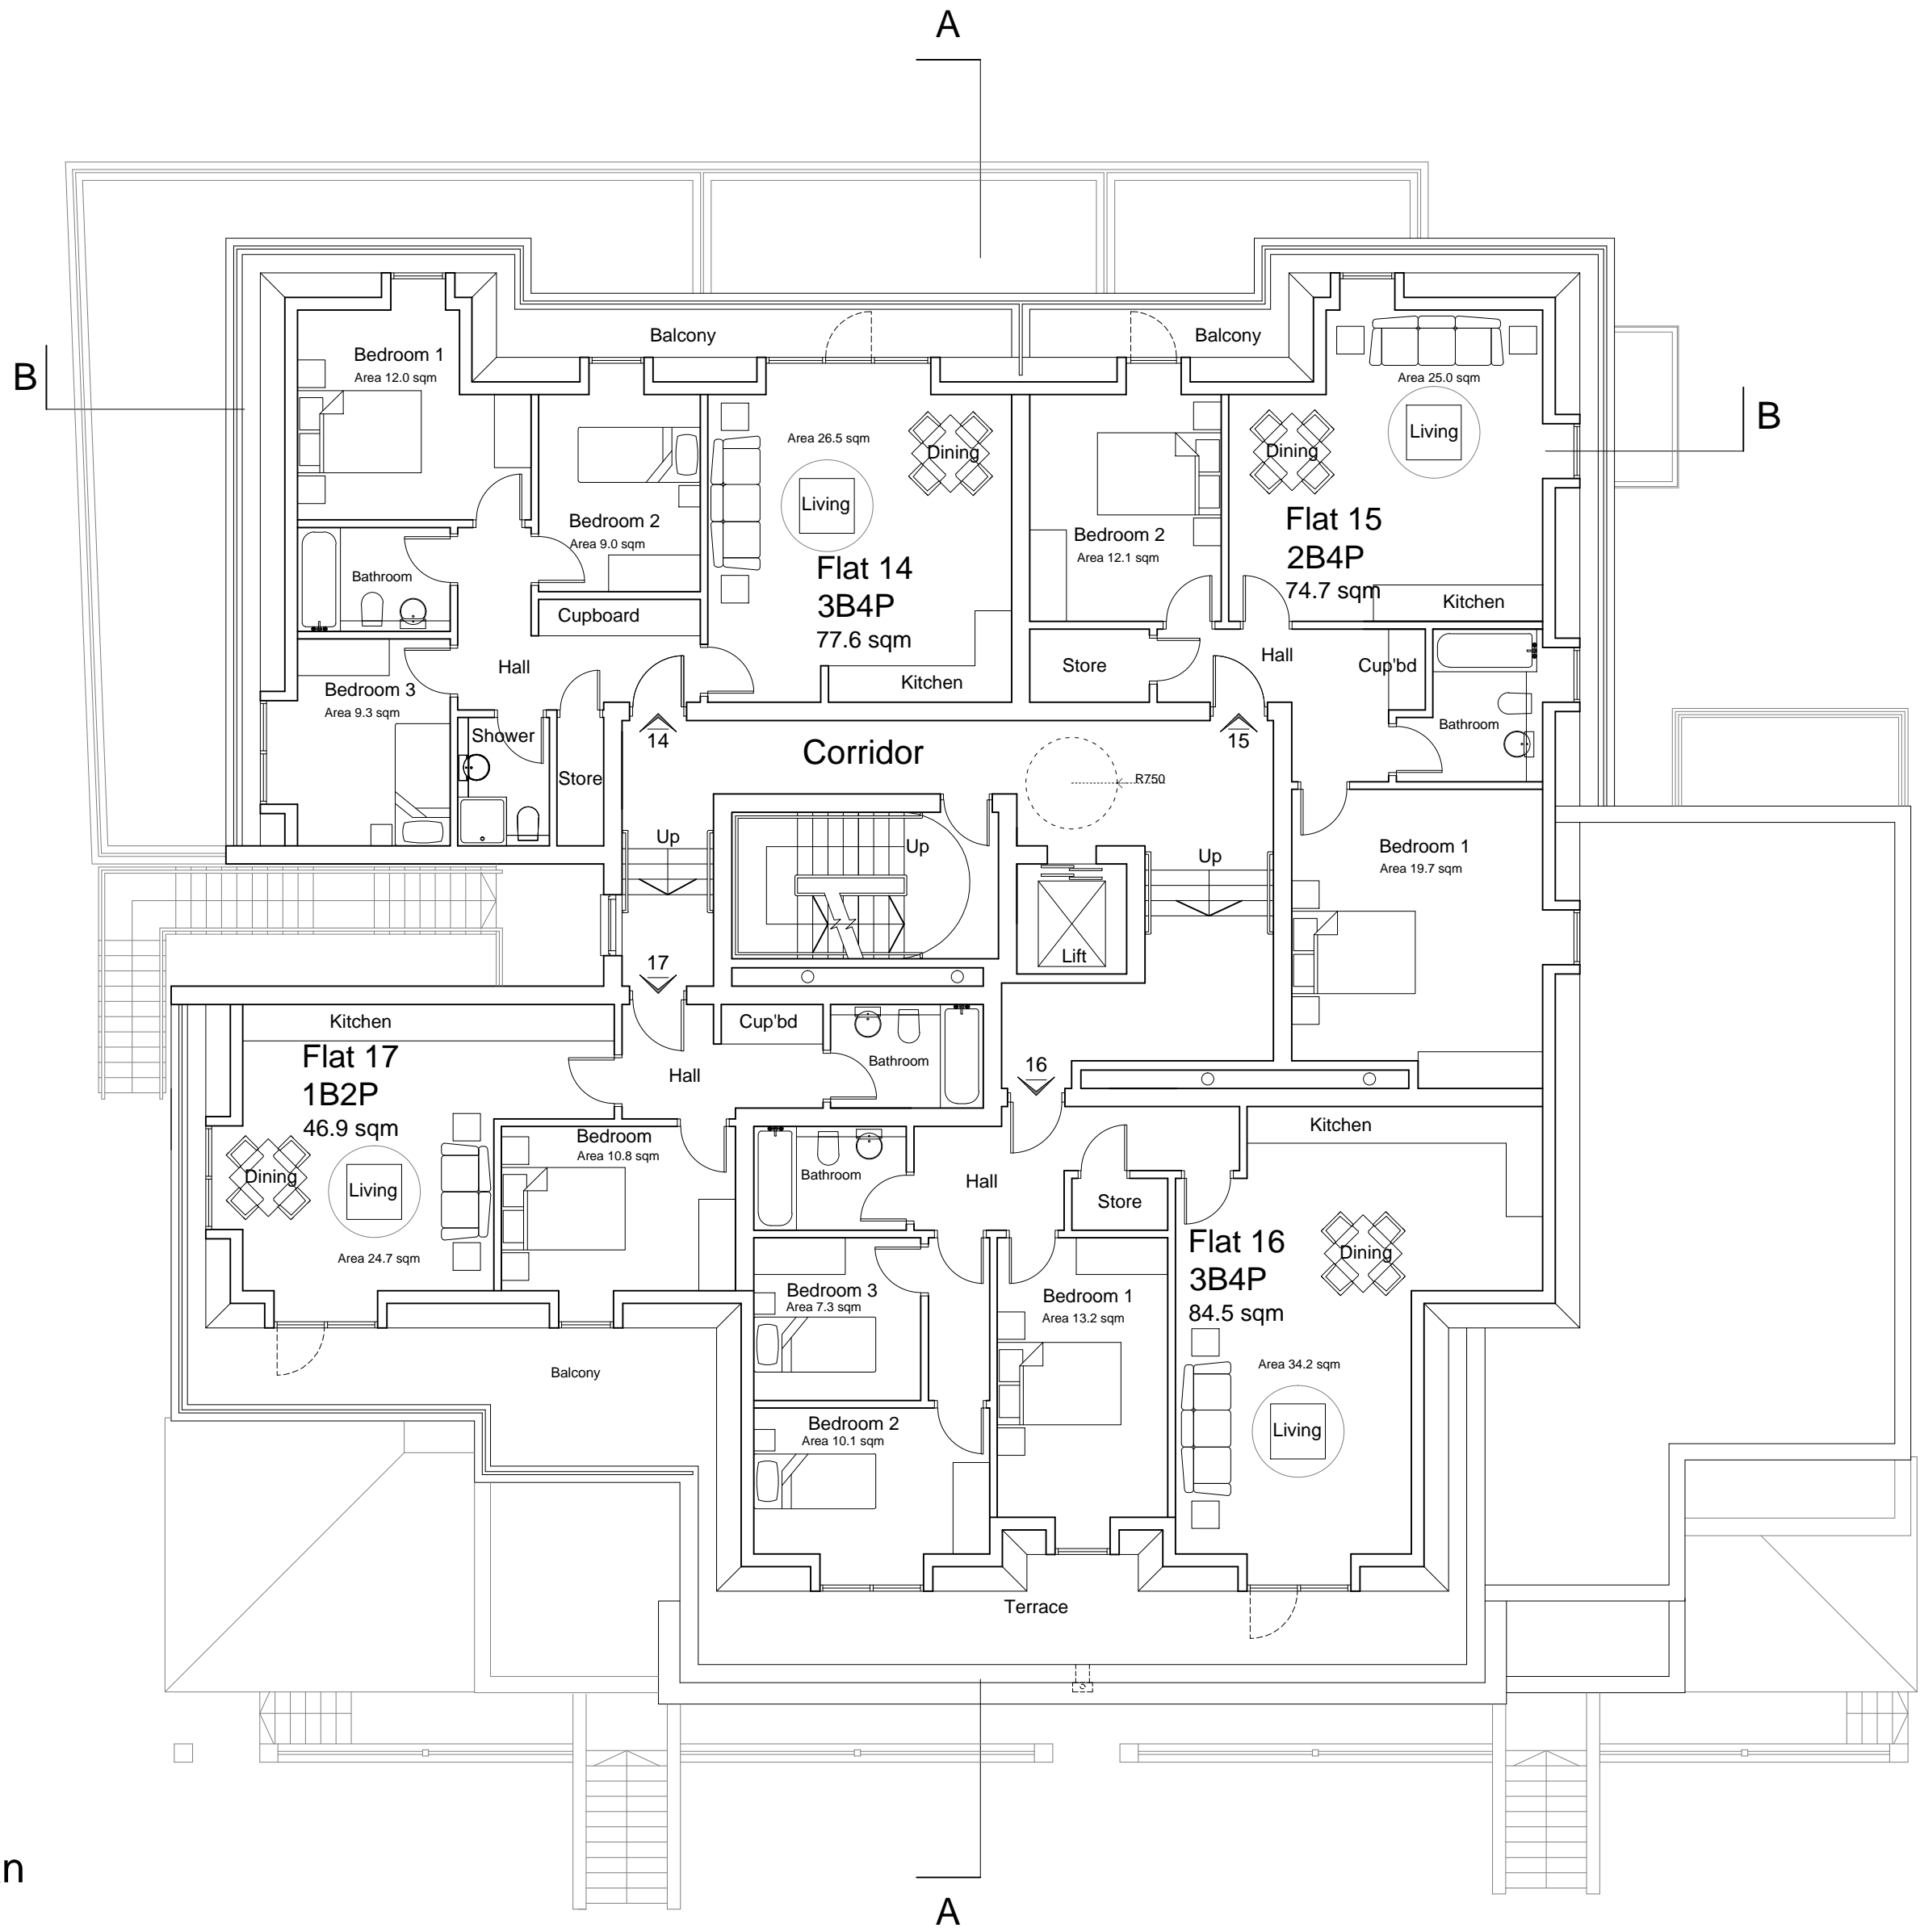 A
Balcony
Balcony
Bedroom 1
Area 12.0 sqm
B
Area 25.0 sqm
B
Living
Area 26.5 sqm
Dining
Dining
Living
Bedroom 2
Area 9.0 sqm
Flat 15
2B4P
74.7 sqm
Bedroom 2
Area 12.1 sqm
Flat 14
3B4P
77.6 sqm
Bathroom
Kitchen
Cupboard
Hall
Store
Hall
Cup'bd
Kitchen
Bedroom 3
Area 9.3 sqm
Shower
Bathroom
14
Corridor
15
Store
R750
Up
Up
Up
Bedroom 1
Area 19.7 sqm
Lift
17
Kitchen
Cup'bd
Flat 17
1B2P
46.9 sqm
Hall
Bathroom
16
Kitchen
Bedroom
Area 10.8 sqm
Dining
Living
Bathroom
Hall
Store
Area 24.7 sqm
Flat 16
3B4P
84.5 sqm
Dining
Bedroom 3
Area 7.3 sqm
Bedroom 1
Area 13.2 sqm
Balcony
Area 34.2 sqm
Bedroom 2
Area 10.1 sqm
Living
Terrace
n
A